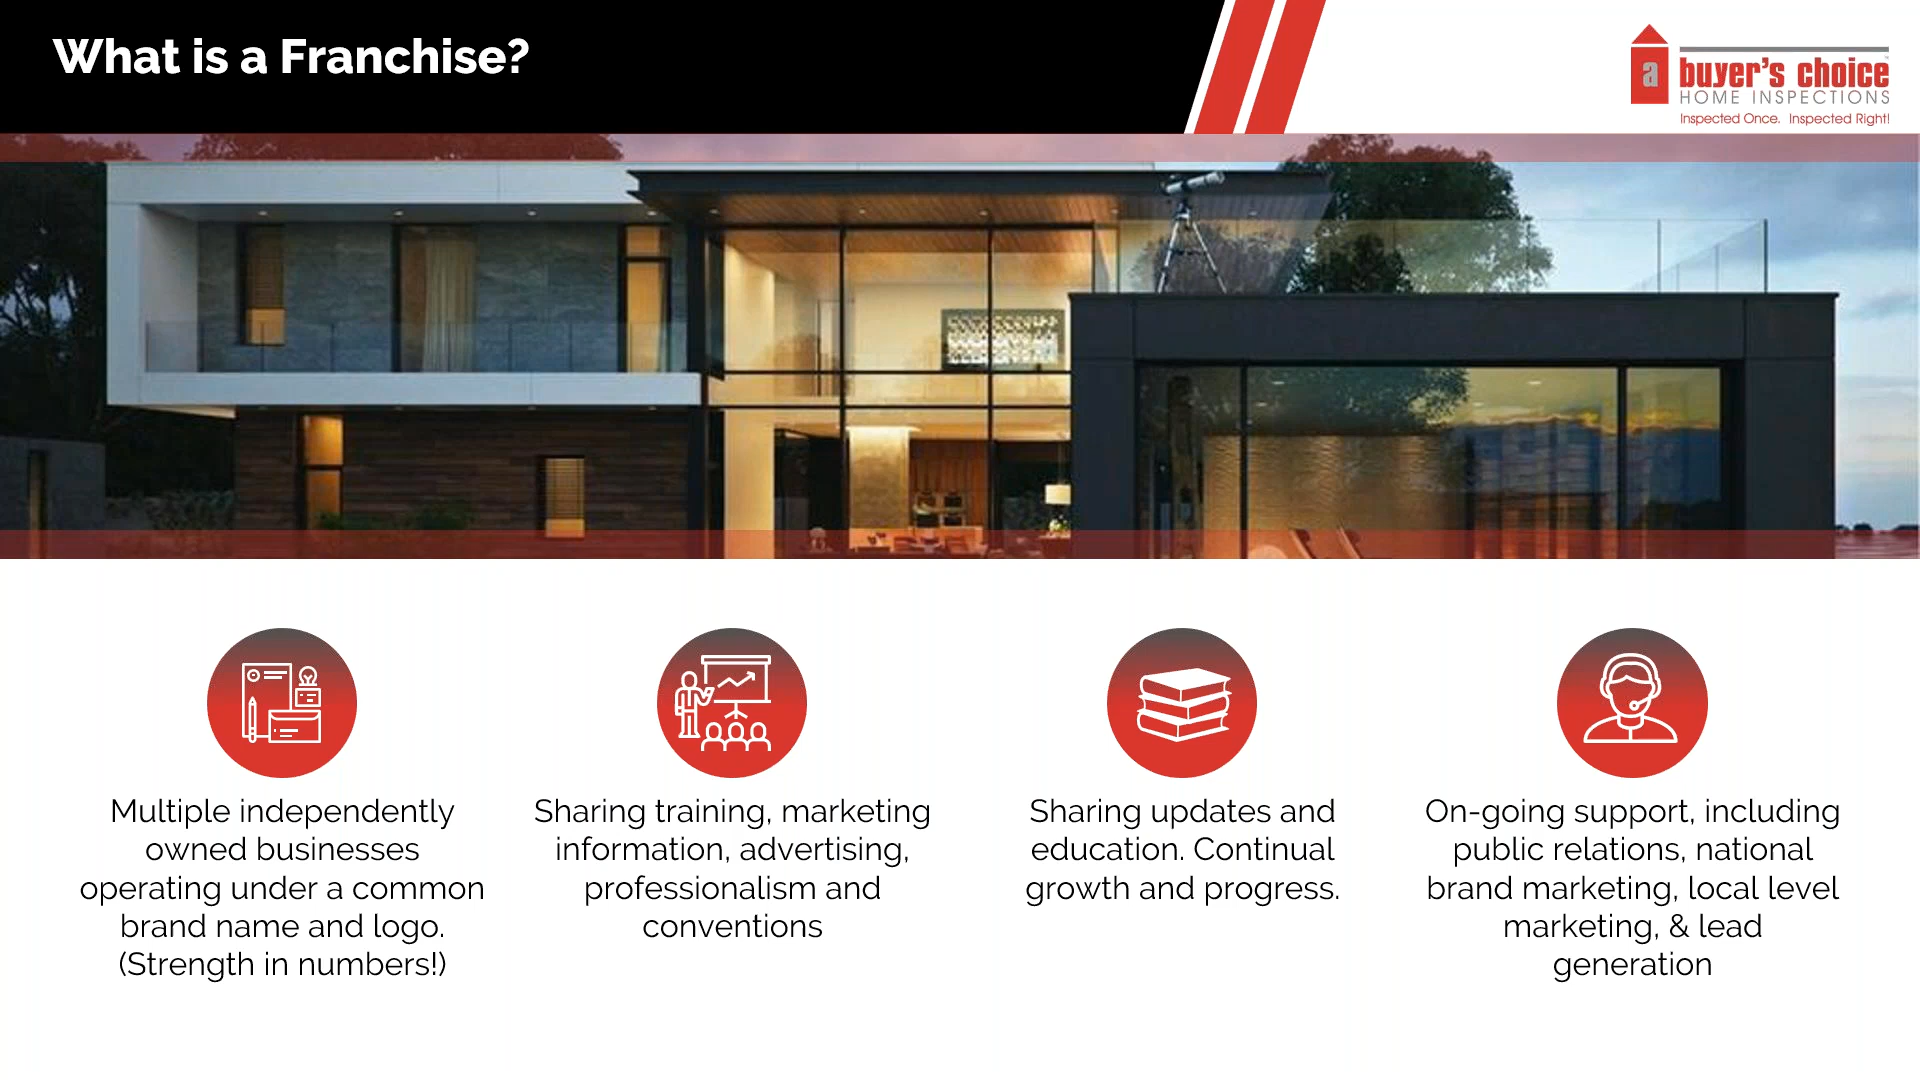 What is a Franchise?
a
buyer's choice
HOME INSPECTIONS
Inspected Once. Inspected Right!
Multiple independently
owned businesses
operating under a common
brand name and logo.
(Strength in numbers!)
Sharing training, marketing
information, advertising,
professionalism and
conventions
Sharing updates and
education. Continual
growth and progress.
On-going support, including
public relations, national
brand marketing, local level
marketing, & lead
generation